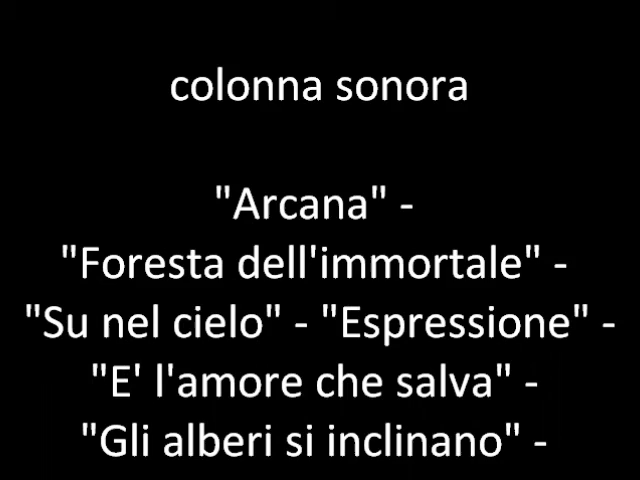 colonna sonora
"Arcana" -
"Foresta dell'immortale" -
"Su nel cielo" - "Espressione" -
"E' l'amore che salva" -
"Gli alberi si inclinano" -